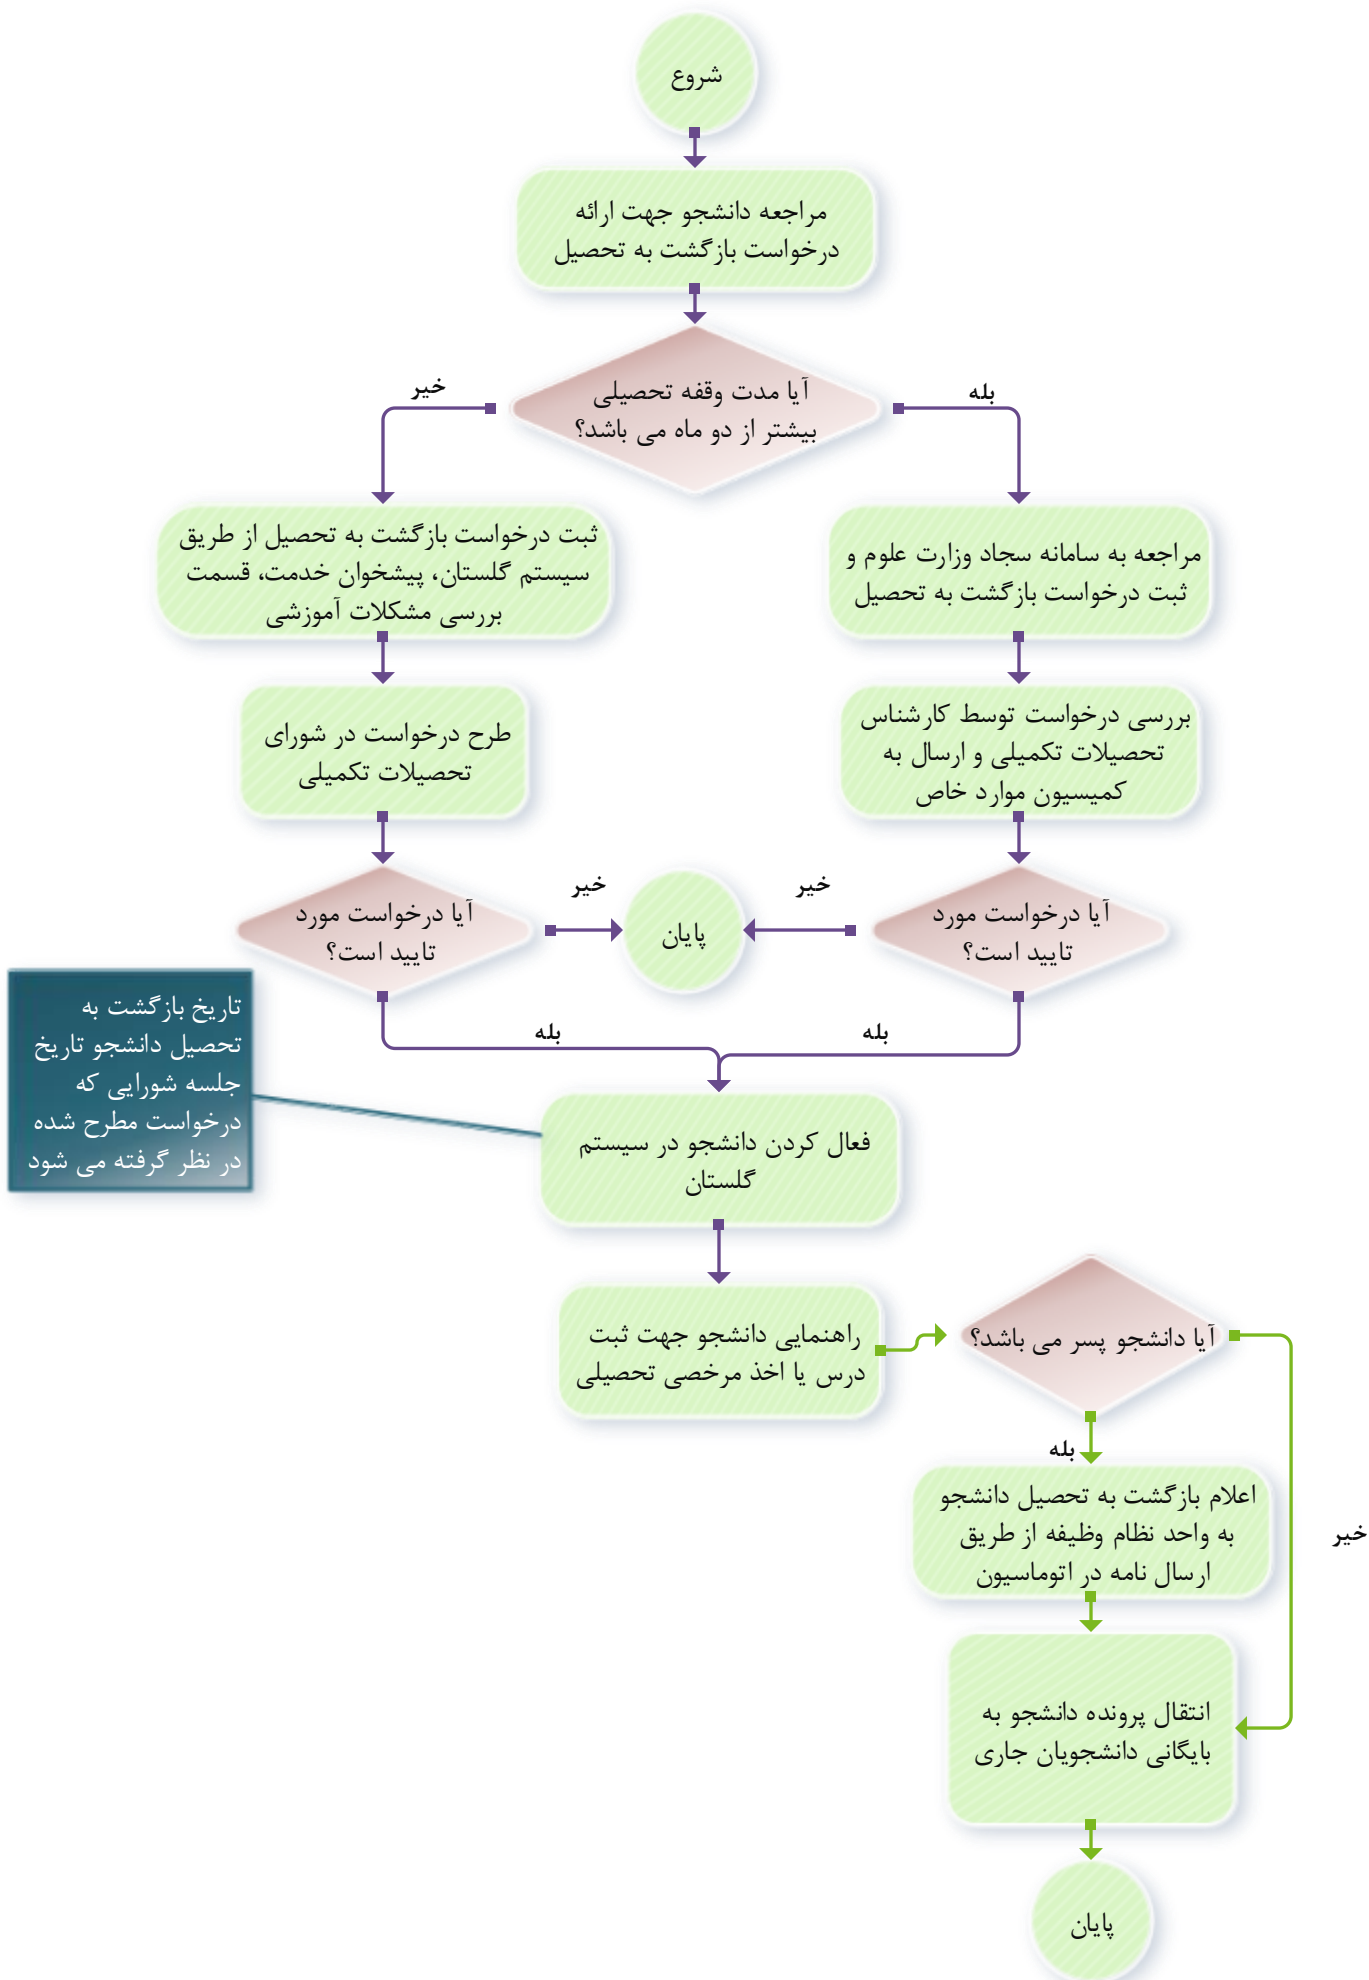 شروع
مراجعه دانشجو جهت ارائه
درخواست بازگشت به تحصیل
آیا مدت وقفه تحصیلی
بیشتر از دو ماه می باشد؟
بله
خیر
مراجعه به سامانه سجاد وزارت علوم و
ثبت درخواست بازگشت به تحصیل
ثبت درخواست بازگشت به تحصیل از طریق
سیستم گلستان، پیشخوان خدمت، قسمت
بررسی مشکلات آموزشی
بررسی درخواست توسط کارشناس
تحصیلات تکمیلی و ارسال به
کمیسیون موارد خاص
طرح درخواست در شورای
تحصیلات تکمیلی
آیا درخواست مورد
تایید است؟
خیر
پایان
خیر
آیا درخواست مورد
تایید است؟
بله
بله
تاریخ بازگشت به
تحصیل دانشجو تاریخ
جلسه شورایی که
درخواست مطرح شده
در نظر گرفته می شود
فعال کردن دانشجو در سیستم
گلستان
راهنمایی دانشجو جهت ثبت
درس یا اخذ مرخصی تحصیلی
آیا دانشجو پسر می باشد؟
بله
خیر
اعلام بازگشت به تحصیل دانشجو
به واحد نظام وظیفه از طریق
ارسال نامه در اتوماسیون
انتقال پرونده دانشجو به
بایگانی دانشجویان جاری
پایان